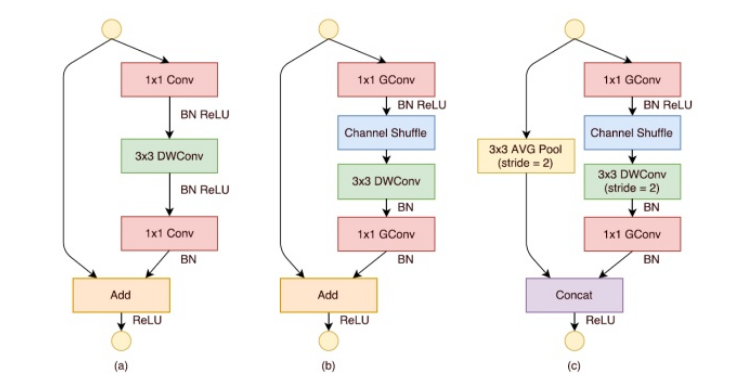 1x1 Conv
BN ReLU
3x3 DWConv
BN ReLU
1x1 Conv
BN
Add
ReLU
(a)
1x1 GConv
BN ReLU
Channel Shuffle
3x3 DWConv
BN
1x1 GConv
BN
Add
ReLU
(b)
1x1 GConv
BN ReLU
Channel Shuffle
3x3 AVG Pool
(stride = 2)
3x3 DWConv
(stride = 2)
BN
1x1 GConv
BN
Concat
ReLU
(c)